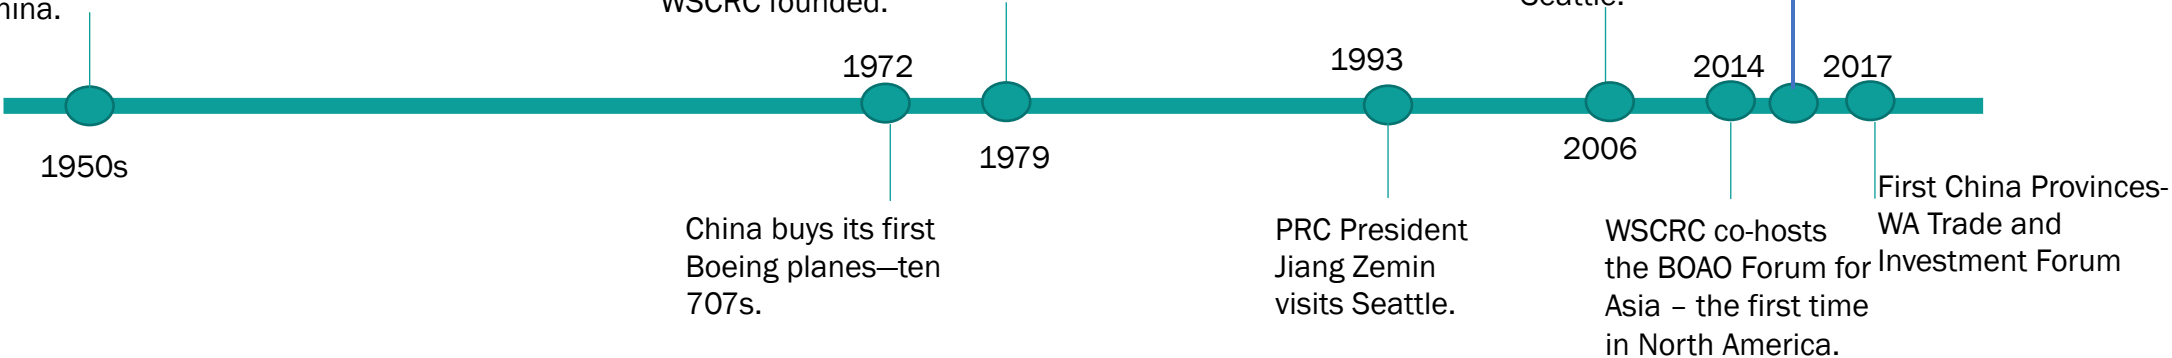 WSCRC founded.
Seattle.
1972
1993
2014
2017
1950s
1979
2006
China buys its first
Boeing planes—ten
707s.
PRC President
Jiang Zemin
visits Seattle.
WSCRC co-hosts
the BOAO Forum for
Asia – the first time
in North America.
First China Provinces-
WA Trade and
Investment Forum